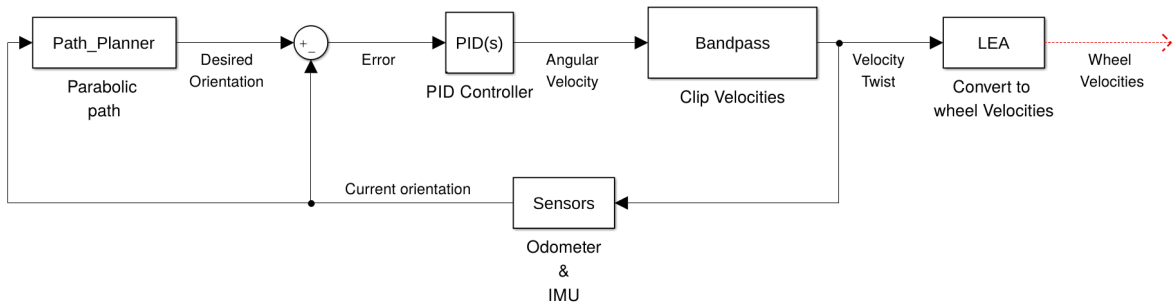 Path_Planner
Parabolic
path
Desired
Orientation
+
−
Error
PID(s)
PID Controller
Angular
Velocity
Bandpass
Clip Velocities
Velocity
Twist
LEA
Convert to
wheel Velocities
Wheel
Velocities
Current orientation
Sensors
Odometer
&
IMU